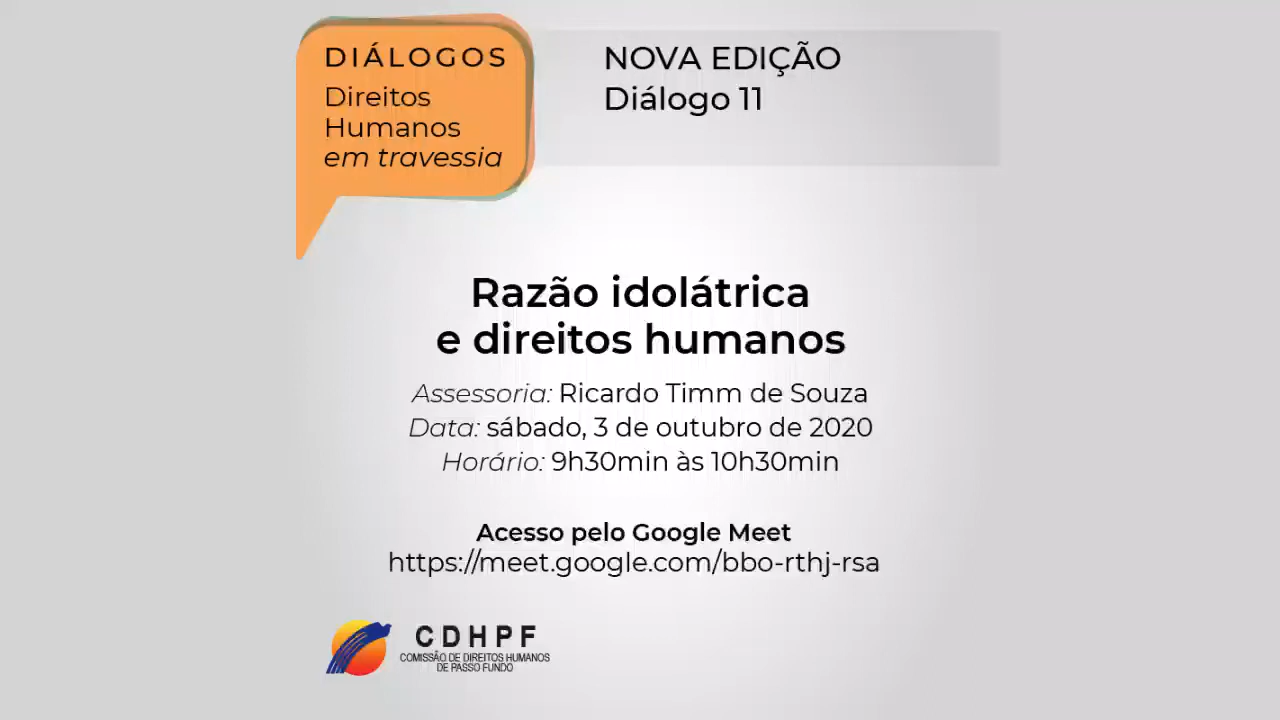 DIÁLOGOS
Direitos
Humanos
em travessia
NOVA EDIÇÃO
Diálogo 11
Razão idolátrica
e direitos humanos
Assessoria: Ricardo Timm de Souza
Data: sábado, 3 de outubro de 2020
Horário: 9h30min às 10h30min
Acesso pelo Google Meet
https://meet.google.com/bbo-rthj-rsa
CDHPF
COMISSÃO DE DIREITOS HUMANOS
DE PASSO FUNDO